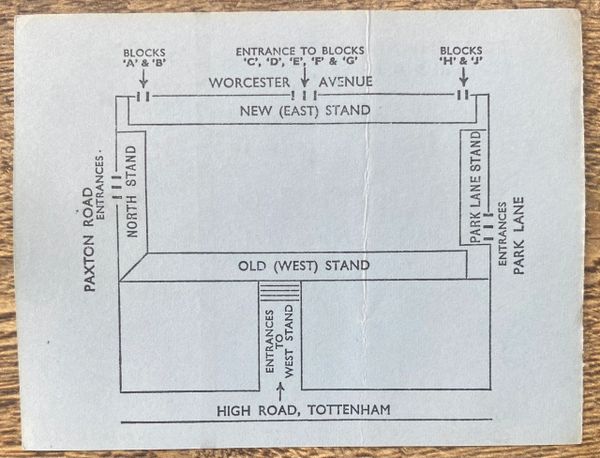 BLOCKS
'A' & 'B'
ENTRANCE TO BLOCKS
'C', 'D', 'E', 'F' & 'G'
BLOCKS
'H' & 'J'
WORCESTER AVENUE
NEW (EAST) STAND
PAXTON ROAD
ENTRANCES
NORTH STAND
PARK LANE STAND
ENTRANCES
PARK LANE
OLD (WEST) STAND
ENTRANCES
TO
WEST STAND
HIGH ROAD, TOTTENHAM